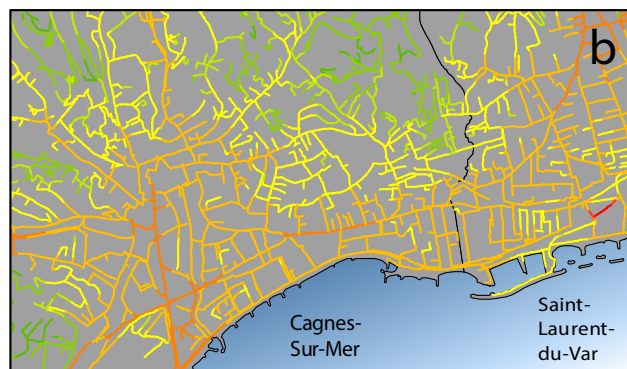 b
Cagnes-
Sur-Mer
Saint-
Laurent-
du-Var